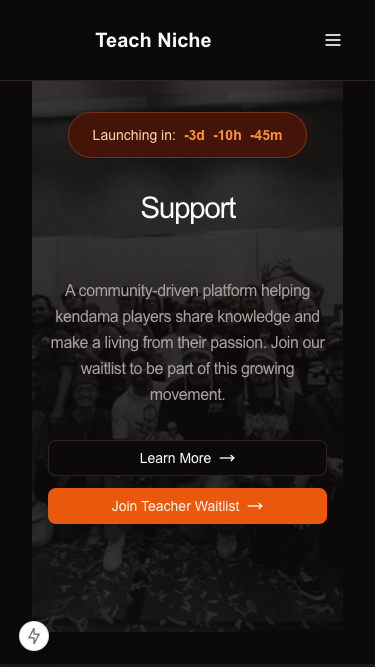 Teach Niche
Launching in: -3d -10h -45m
Support
A community-driven platform helping
kendama players share knowledge and
make a living from their passion. Join our
waitlist to be part of this growing
movement.
Learn More →
Join Teacher Waitlist →